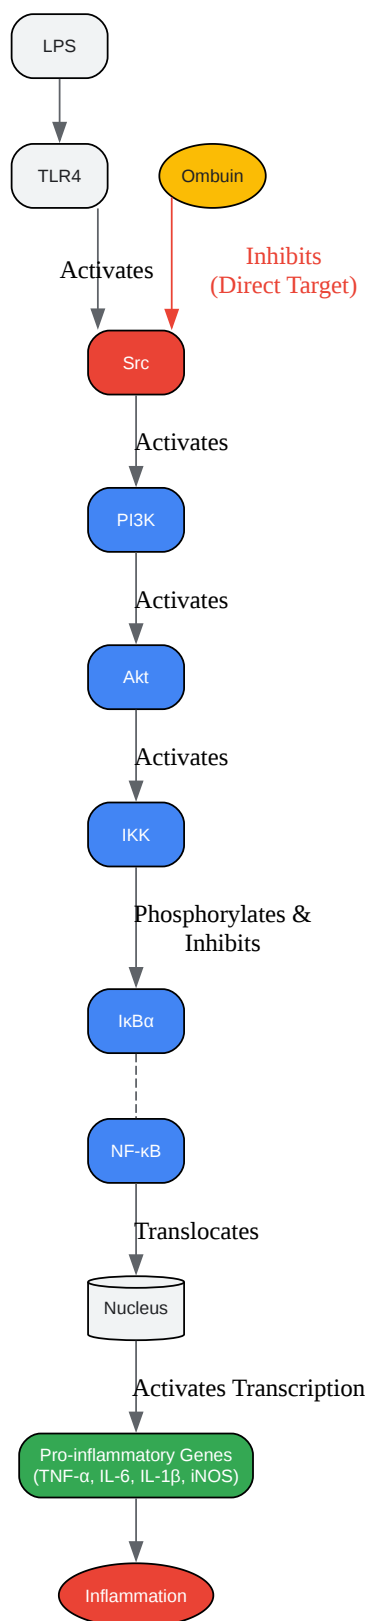 LPS
TLR4
Ombuin
Activates
Inhibits
(Direct Target)
Src
Activates
PI3K
Activates
Akt
Activates
IKK
Phosphorylates &
Inhibits
IκBα
NF-κB
Translocates
Nucleus
Activates Transcription
Pro-inflammatory Genes
(TNF-α, IL-6, IL-1β, iNOS)
Inflammation